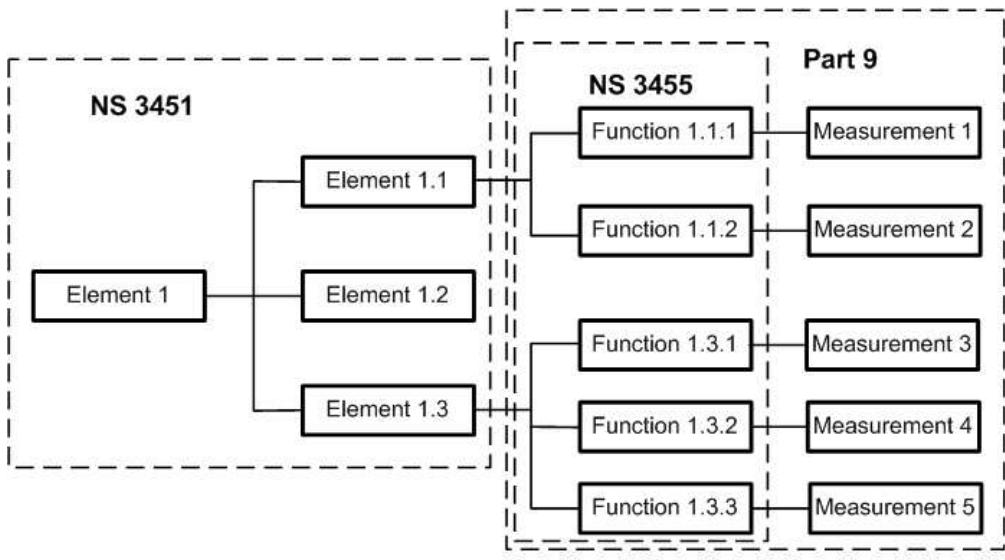 NS 3451
Element 1
Element 1.1
Element 1.2
Element 1.3
Part 9
NS 3455
Function 1.1.1
Measurement 1
Function 1.1.2
Measurement 2
Function 1.3.1
Measurement 3
Function 1.3.2
Measurement 4
Function 1.3.3
Measurement 5